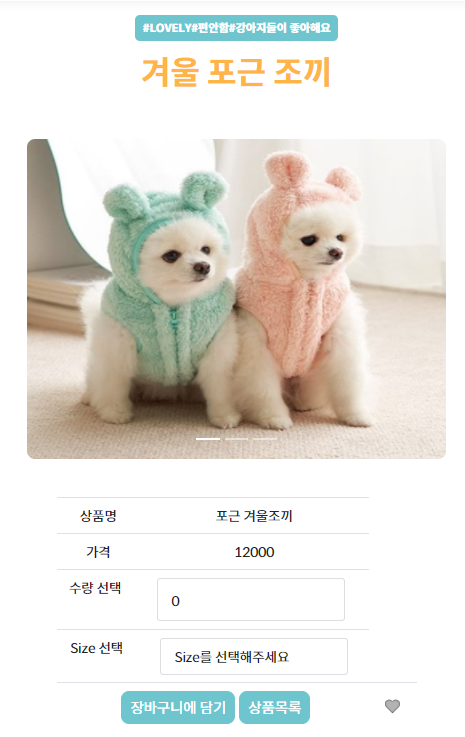 #LOVELY#편안함#강아지들이 좋아해요
겨울 포근 조끼
상품명 포근 겨울조끼
가격 12000
수량 선택 0
Size 선택 Size를 선택해주세요
장바구니에 담기 상품목록